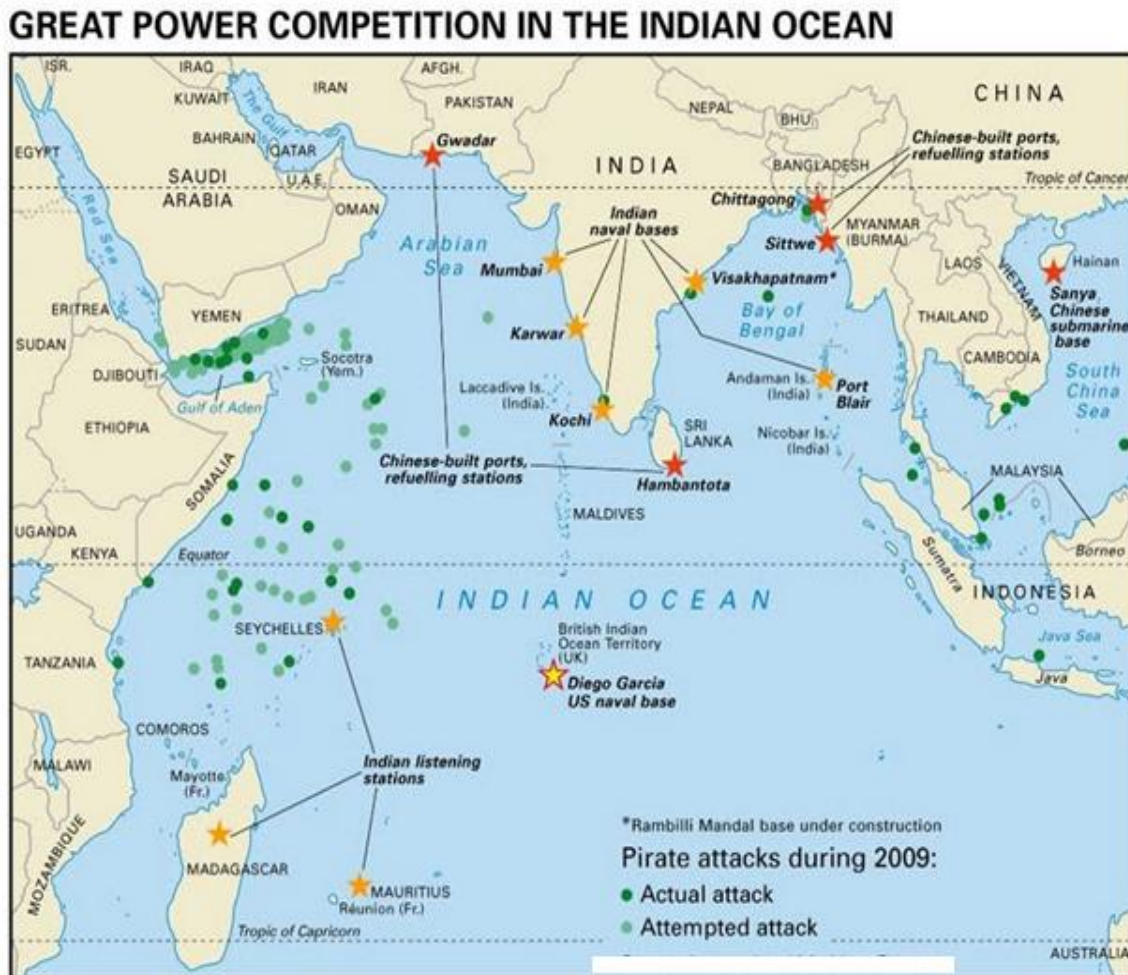 GREAT POWER COMPETITION IN THE INDIAN OCEAN
ISR.
IRAQ
IRAN
AFGH.
PAKISTAN
NEPAL
BHU.
CHINA
KUWAIT
The Gulf
BAHRAIN
QATAR
U.A.E.
EGYPT
SAUDI
ARABIA
OMAN
Red Sea
Gwadar
INDIA
BANGLADESH
Chinese-built ports,
refuelling stations
Tropic of Cancer
Chittagong
Sittwe
MYANMAR
(BURMA)
Indian
naval bases
Arabian
Sea
Mumbai
Visakhapatnam*
Bay of
Bengal
LAOS
VIETNAM
Hainan
Sanya
Chinese
submarine
base
THAILAND
CAMBODIA
South
China
Sea
ERITREA
YEMEN
SUDAN
DJIBOUTI
Gulf of Aden
Socotra
(Yem.)
Karwar
Laccadive Is.
(India)
Kochi
Andaman Is.
(India)
Port
Blair
Nicobar Is.
(India)
SRI
LANKA
Hambantota
ETHIOPIA
SOMALIA
Chinese-built ports,
refuelling stations
MALDIVES
MALAYSIA
UGANDA
KENYA
Equator
Sumatra
Borneo
INDONESIA
INDIAN OCEAN
Java Sea
Java
SEYCHELLES
British Indian
Ocean Territory
(UK)
Diego Garcia
US naval base
TANZANIA
COMOROS
Mayotte
(Fr.)
MALAWI
MOZAMBIQUE
Indian listening
stations
MADAGASCAR
MAURITIUS
Réunion (Fr.)
Tropic of Capricorn
*Rambilli Mandal base under construction
Pirate attacks during 2009:
Actual attack
Attempted attack
AUSTRALIA